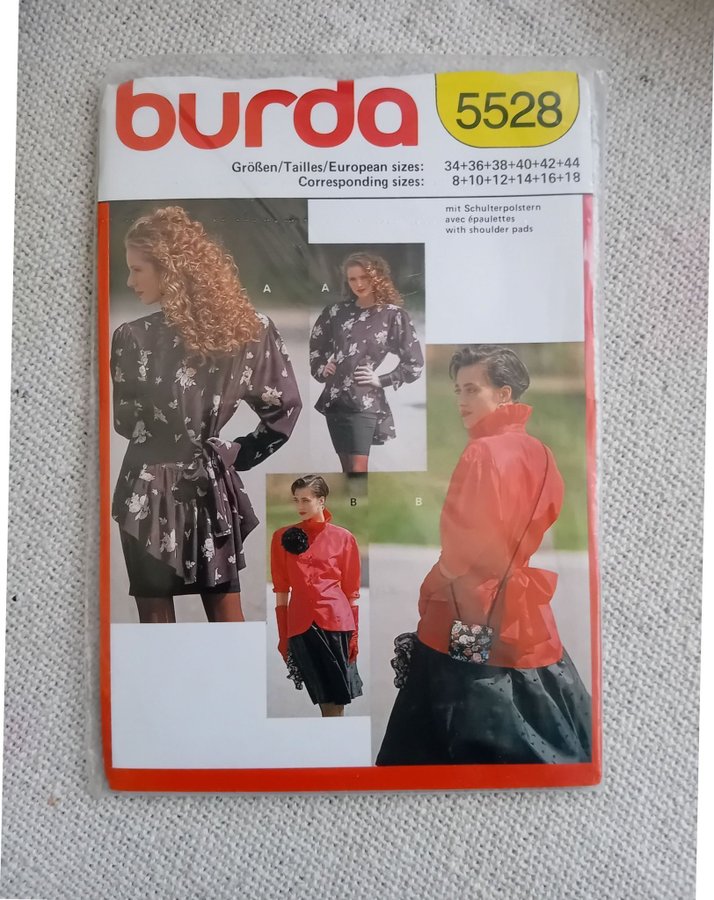 burda
5528
Größen/Tailles/European sizes: 34+36+38+40+42+44
Corresponding sizes: 8+10+12+14+16+18
mit Schulterpolstern
avec épaulettes
with shoulder pads
A
A
B
B